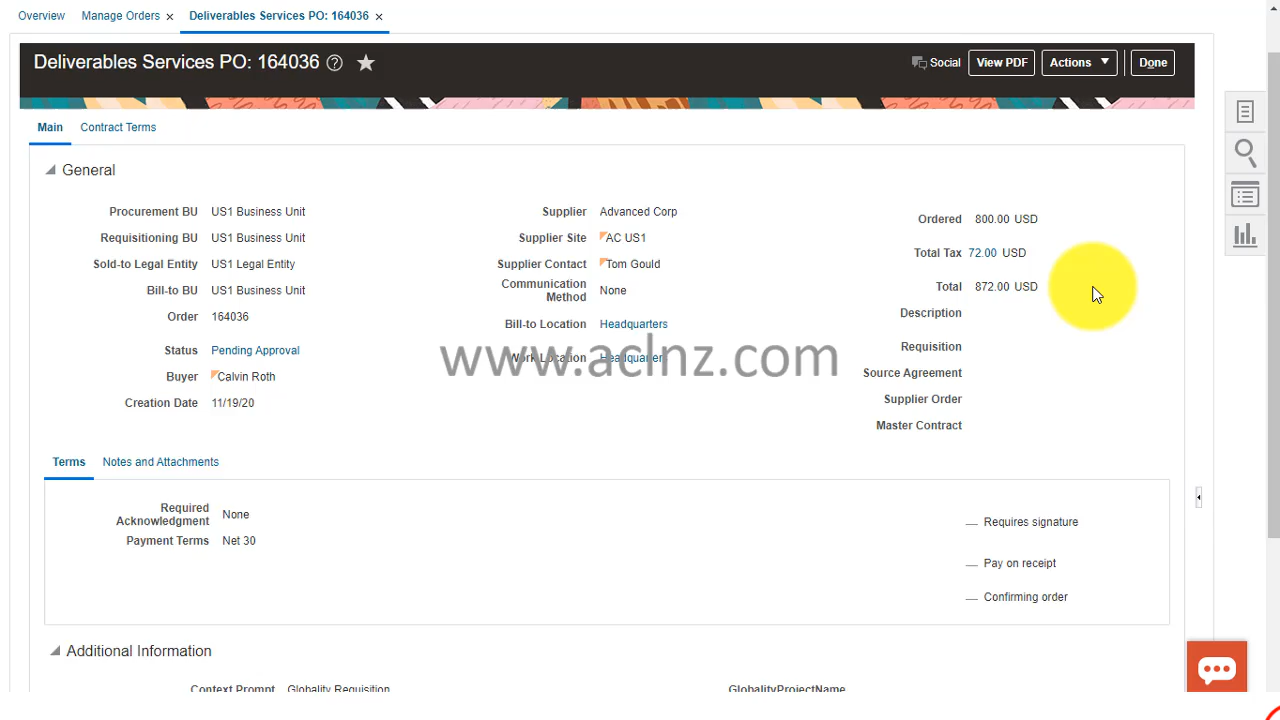 Overview Manage Orders × Deliverables Services PO: 164036 ×
Deliverables Services PO: 164036 ? Social View PDF Actions Done
Main Contract Terms
General
Procurement BU US1 Business Unit
Requisitioning BU US1 Business Unit
Sold-to Legal Entity US1 Legal Entity
Bill-to BU US1 Business Unit
Order 164036
Status Pending Approval
Buyer Calvin Roth
Creation Date 11/19/20
Supplier Advanced Corp
Supplier Site AC US1
Supplier Contact Tom Gould
Communication
Method None
Bill-to Location Headquarters
Work Location Headquarters
Ordered 800.00 USD
Total Tax 72.00 USD
Total 872.00 USD
Description
Requisition
Source Agreement
Supplier Order
Master Contract
www.aclnz.com
Terms Notes and Attachments
Required
Acknowledgment None
Payment Terms Net 30
Requires signature
Pay on receipt
Confirming order
Additional Information
Context Prompt Globality Requisition GlobalityProjectName